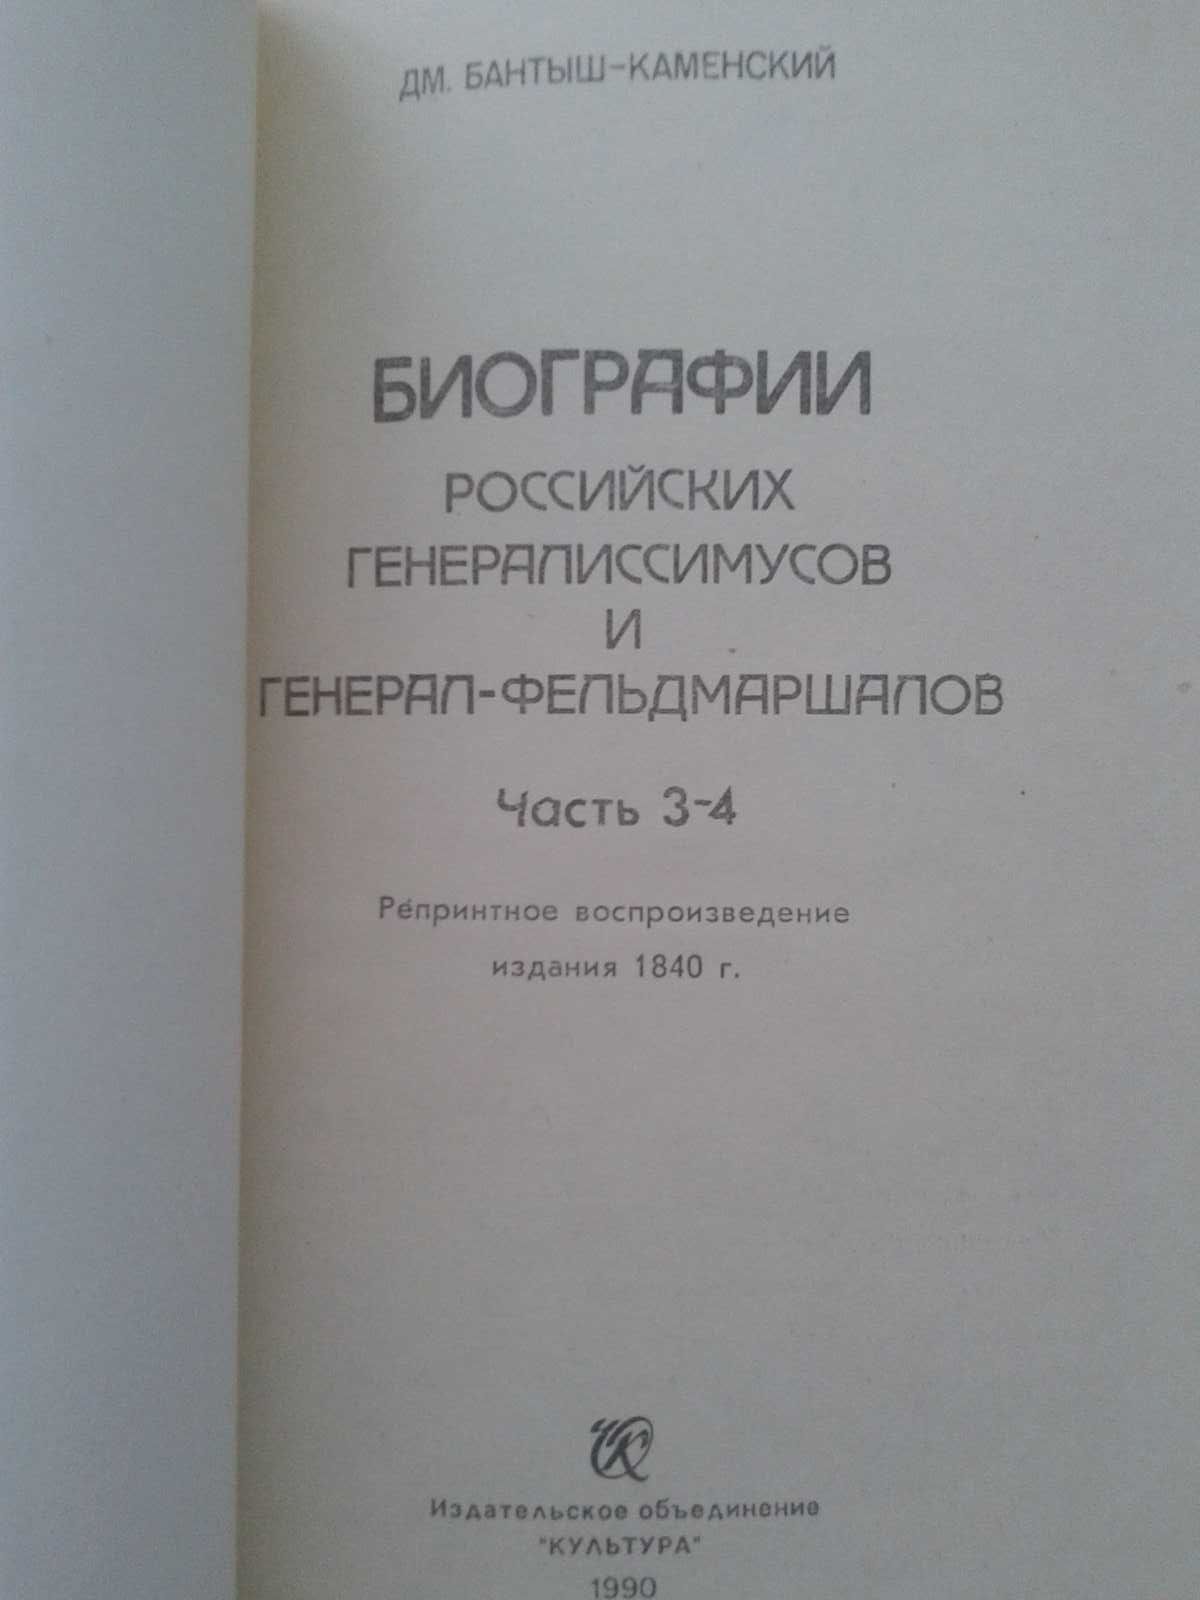 ДМ. БАНТЫШ-КАМЕНСКИЙ
БИОГРАФИИ
РОССИЙСКИХ
ГЕНЕРАЛИССИМУСОВ
И
ГЕНЕРАЛ-ФЕЛЬДМАРШАЛОВ
Часть 3-4
Репринтное воспроизведение
издания 1840 г.
Издательское объединение
"КУЛЬТУРА"
1990